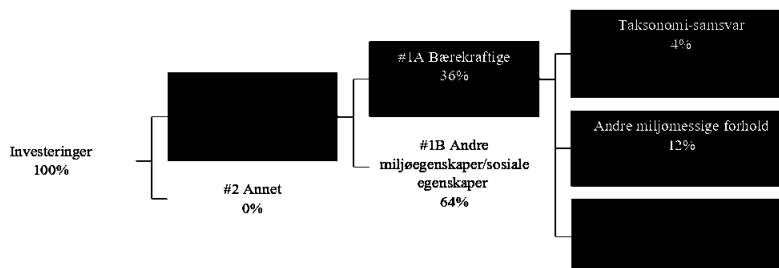 Investeringer
100%
#2 Annet
0%
#1A Bærekraftige
36%
#1B Andre
miljøegenskaper/sosiale
egenskaper
64%
Taksonomi-samsvar
4%
Andre miljømessige forhold
12%